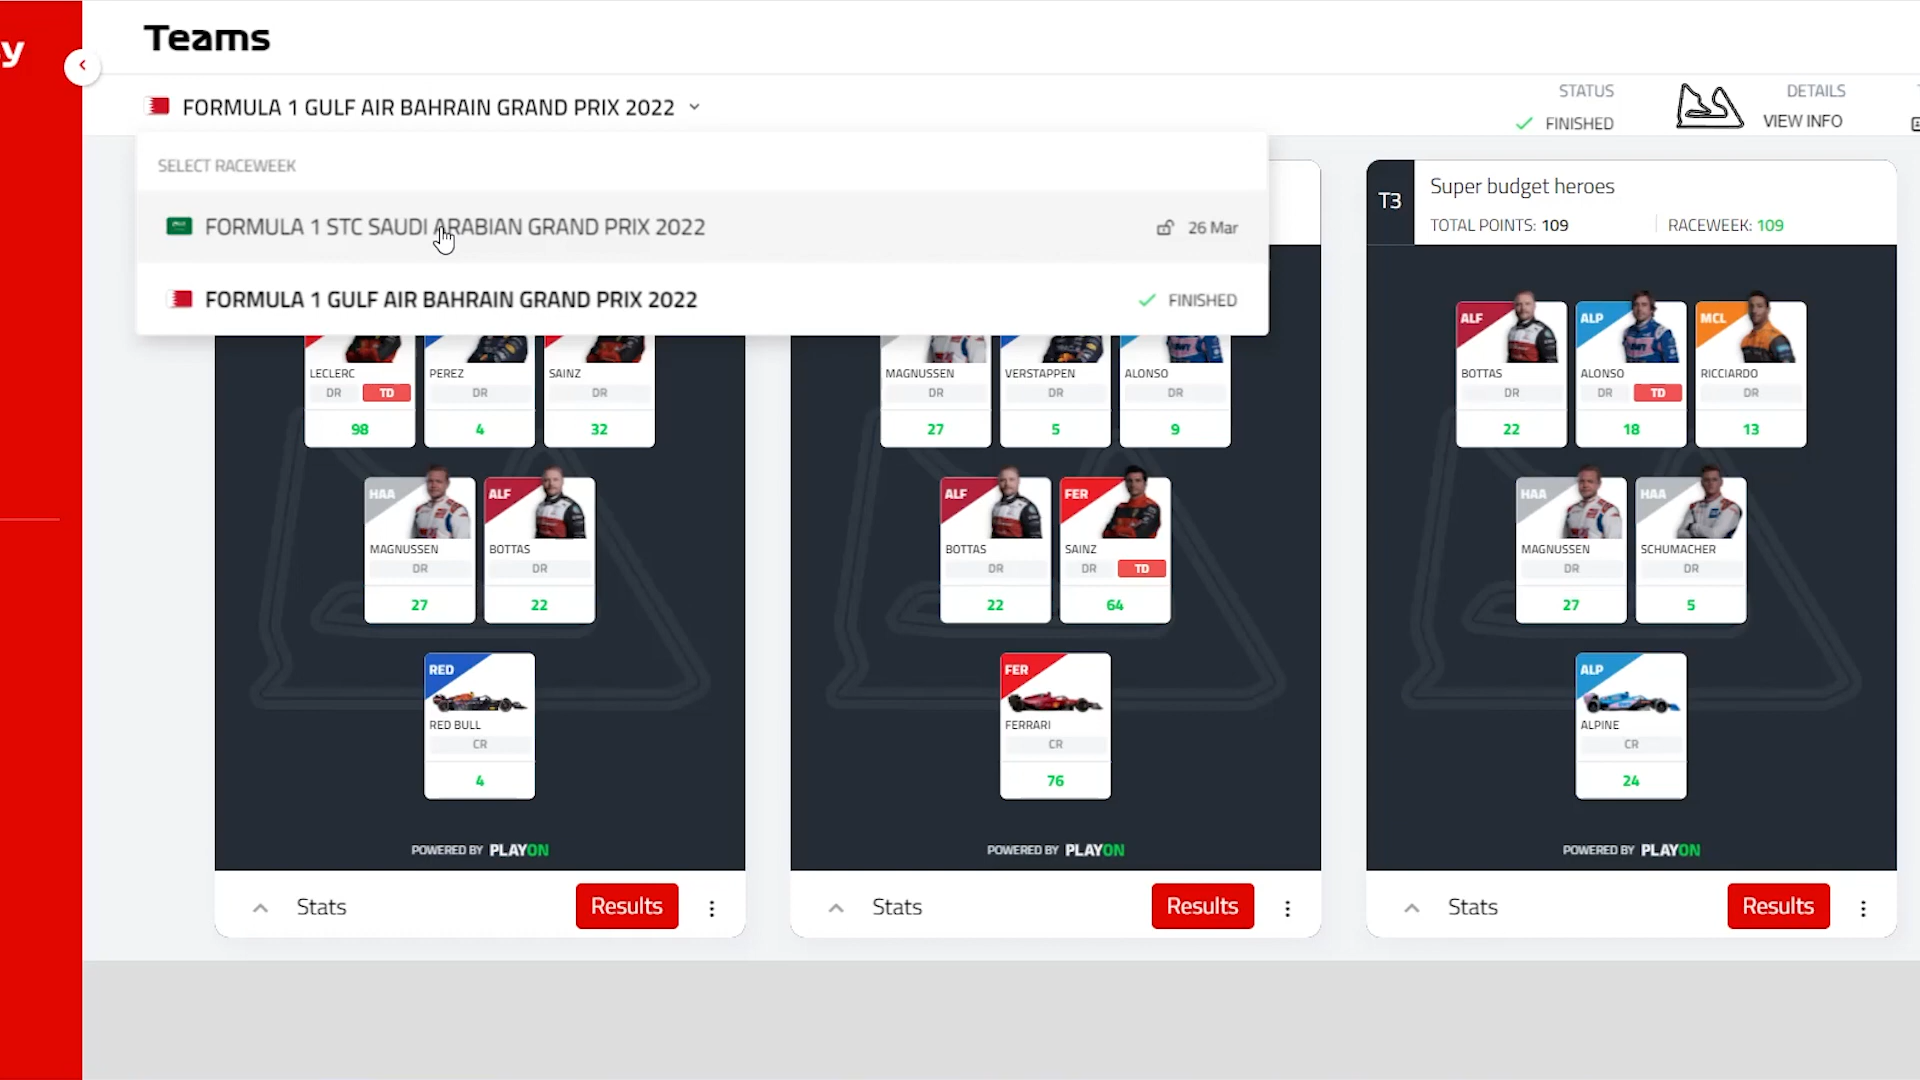 y
Teams
FORMULA 1 GULF AIR BAHRAIN GRAND PRIX 2022
STATUS
FINISHED
DETAILS
VIEW INFO
SELECT RACEWEEK
FORMULA 1 STC SAUDI ARABIAN GRAND PRIX 2022
26 Mar
FORMULA 1 GULF AIR BAHRAIN GRAND PRIX 2022
FINISHED
LECLERC
DR TD
98
PEREZ
DR
4
SAINZ
DR
32
HAA
MAGNUSSEN
DR
27
ALF
BOTTAS
DR
22
RED
RED BULL
CR
4
POWERED BY PLAYON
Stats
Results
MAGNUSSEN
DR
27
VERSTAPPEN
DR
5
ALONSO
DR
9
ALF
BOTTAS
DR
22
FER
SAINZ
DR TD
64
FER
FERRARI
CR
76
POWERED BY PLAYON
Stats
Results
T3
Super budget heroes
TOTAL POINTS: 109
RACEWEEK: 109
ALF
BOTTAS
DR
22
ALP
ALONSO
DR TD
18
MCL
RICCIARDO
DR
13
HAA
MAGNUSSEN
DR
27
HAA
SCHUMACHER
DR
5
ALP
ALPINE
CR
24
POWERED BY PLAYON
Stats
Results